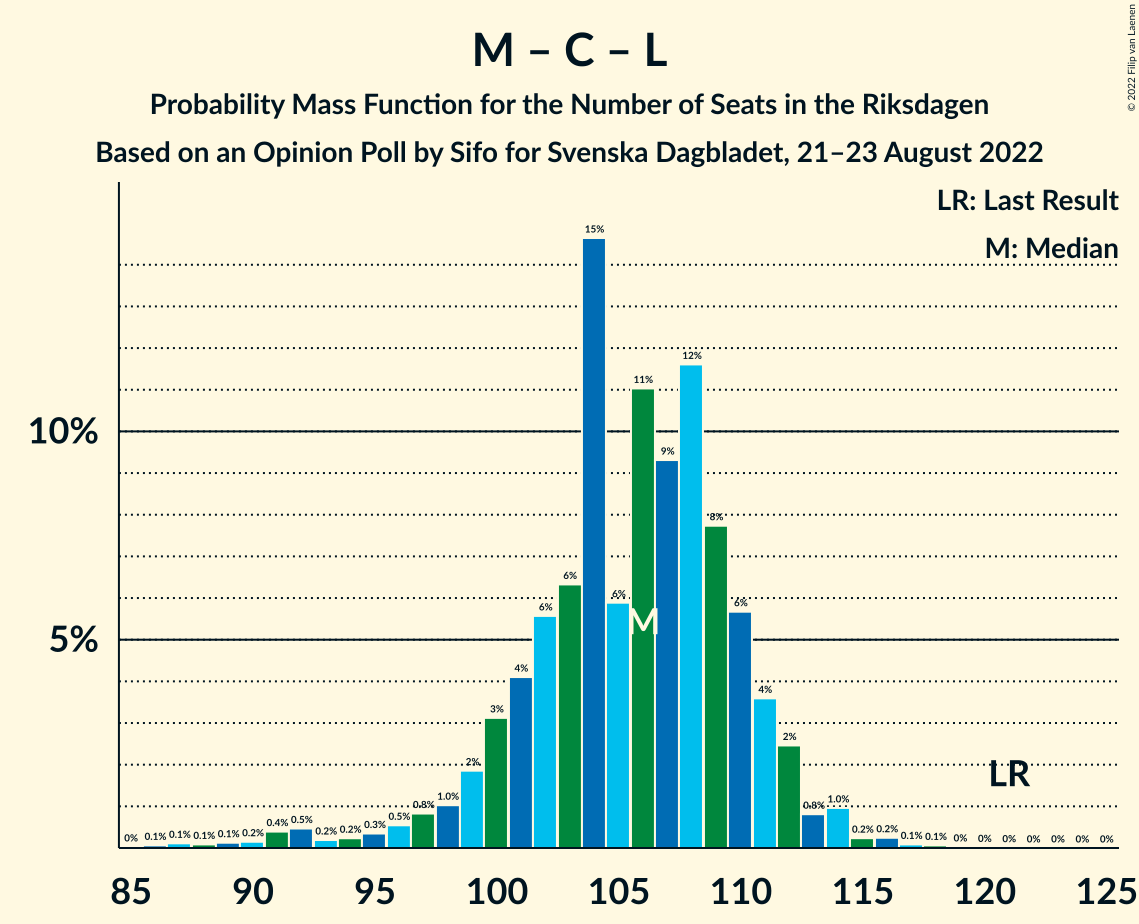 M – C – L
Probability Mass Function for the Number of Seats in the Riksdagen
Based on an Opinion Poll by Sifo for Svenska Dagbladet, 21–23 August 2022
© 2022 Filip van Laenen
LR: Last Result
M: Median
10%
5%
0% 0.1% 0.1% 0.1% 0.1% 0.2% 0.4% 0.5% 0.2% 0.2% 0.3% 0.5% 0.8% 1.0% 2% 3% 4% 6% 6% 15% 6% 11% 9% 12% 8% 6% 4% 2% 0.8% 1.0% 0.2% 0.2% 0.1% 0.1% 0% 0% 0% 0% 0% 0% 0%
M
LR
85 90 95 100 105 110 115 120 125